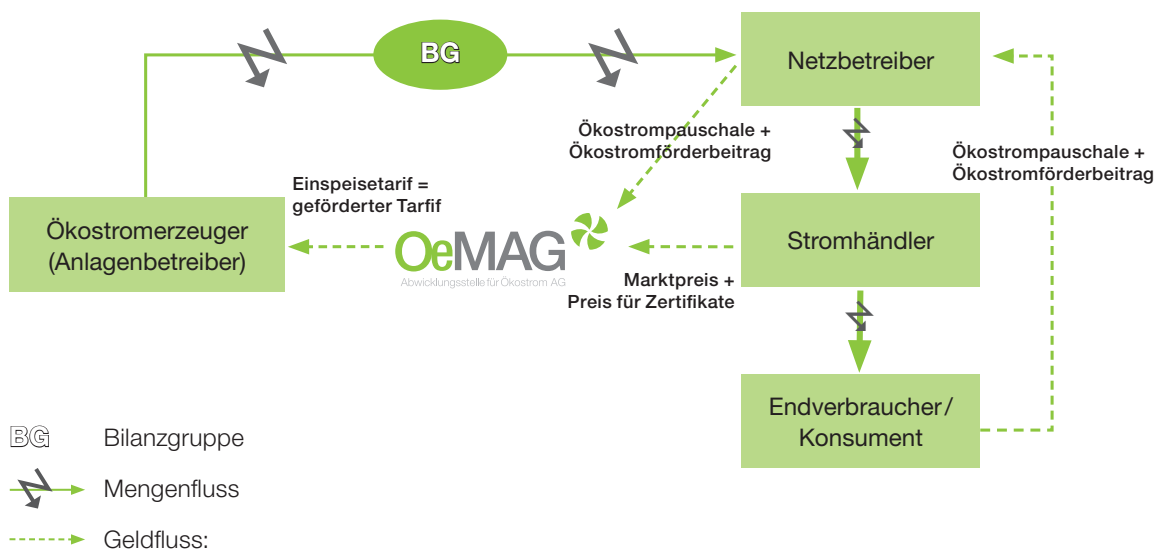 BG
Netzbetreiber
Ökostrompauschale +
Ökostromförderbeitrag
Ökostrompauschale +
Ökostromförderbeitrag
Einspeisetarif =
geförderter Tarfif
Ökostromerzeuger
(Anlagenbetreiber)
OeMAG
Abwicklungsstelle für Ökostrom AG
Stromhändler
Marktpreis +
Preis für Zertifikate
Endverbraucher/
Konsument
BG Bilanzgruppe
Mengenfluss
Geldfluss: